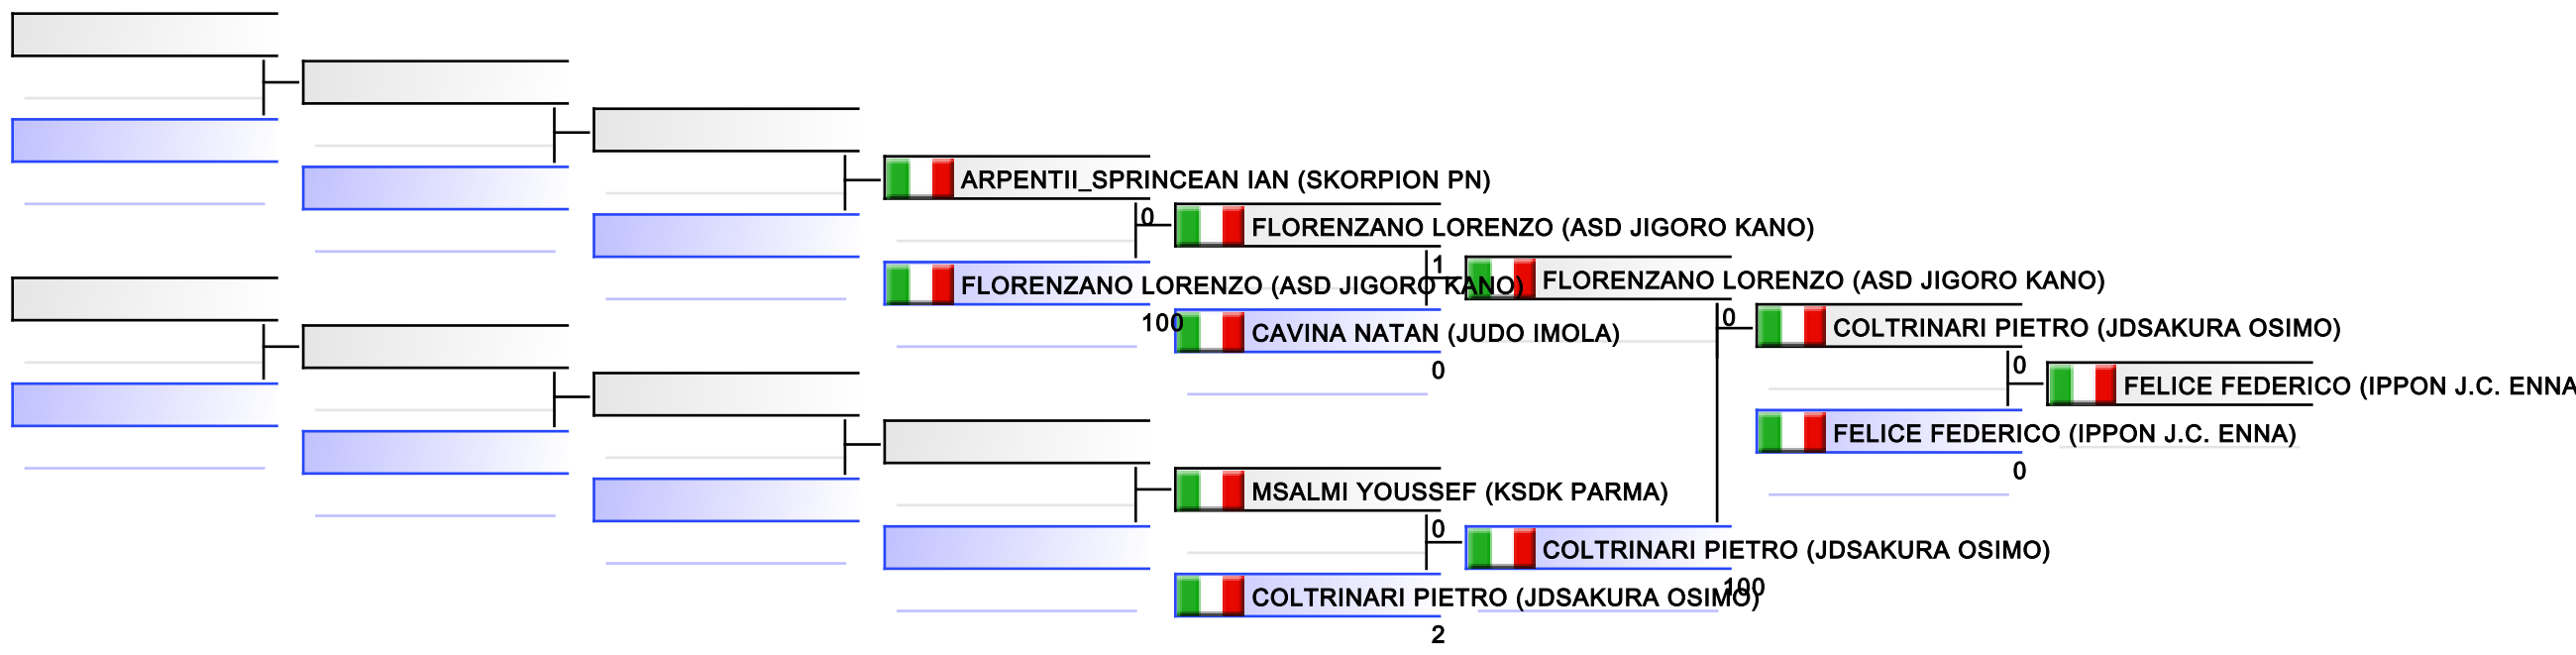 ARPENTII_SPRINCEAN IAN (SKORPION PN)
0
FLORENZANO LORENZO (ASD JIGORO KANO)
FLORENZANO LORENZO (ASD JIGORO KANO)
100
1
CAVINA NATAN (JUDO IMOLA)
0
FLORENZANO LORENZO (ASD JIGORO KANO)
0
COLTRINARI PIETRO (JDSAKURA OSIMO)
0
FELICE FEDERICO (IPPON J.C. ENNA
FELICE FEDERICO (IPPON J.C. ENNA)
0
MSALMI YOUSSEF (KSDK PARMA)
0
COLTRINARI PIETRO (JDSAKURA OSIMO)
100
COLTRINARI PIETRO (JDSAKURA OSIMO)
2